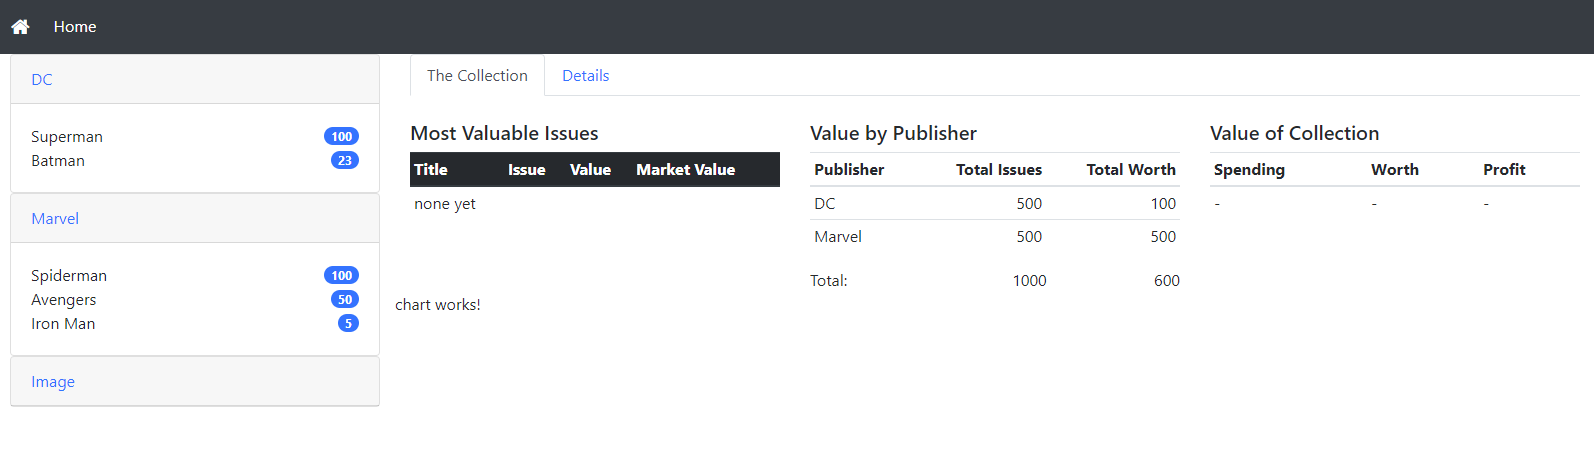 Home
DC
Superman 100
Batman 23
Marvel
Spiderman 100
Avengers 50
Iron Man 5
Image
The Collection Details
Most Valuable Issues
Title Issue Value Market Value
none yet
Value by Publisher
Publisher Total Issues Total Worth
DC 500 100
Marvel 500 500
Total: 1000 600
Value of Collection
Spending Worth Profit
- - -
chart works!